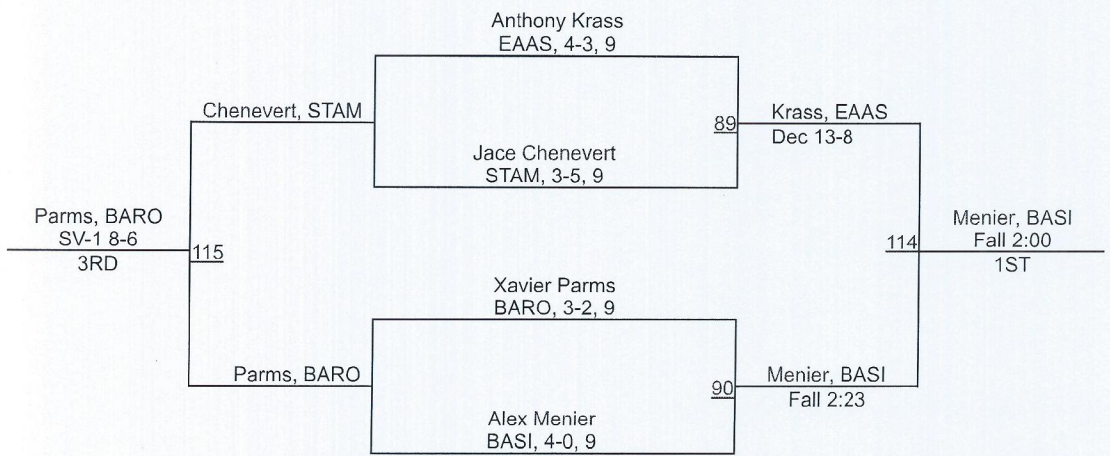 Anthony Krass
EAAS, 4-3, 9
Chenevert, STAM
89
Krass, EAAS
Dec 13-8
Jace Chenevert
STAM, 3-5, 9
Parms, BARO
SV-1 8-6
3RD
115
114
Menier, BASI
Fall 2:00
1ST
Xavier Parms
BARO, 3-2, 9
Parms, BARO
90
Menier, BASI
Fall 2:23
Alex Menier
BASI, 4-0, 9